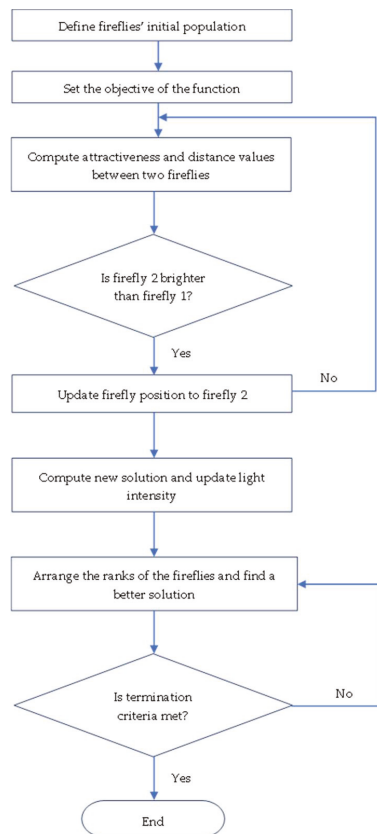 Define fireflies' initial population
Set the objective of the function
Compute attractiveness and distance values
between two fireflies
Is firefly 2 brighter
than firefly 1?
Yes
No
Update firefly position to firefly 2
Compute new solution and update light
intensity
Arrange the ranks of the fireflies and find a
better solution
Is termination
criteria met?
No
Yes
End